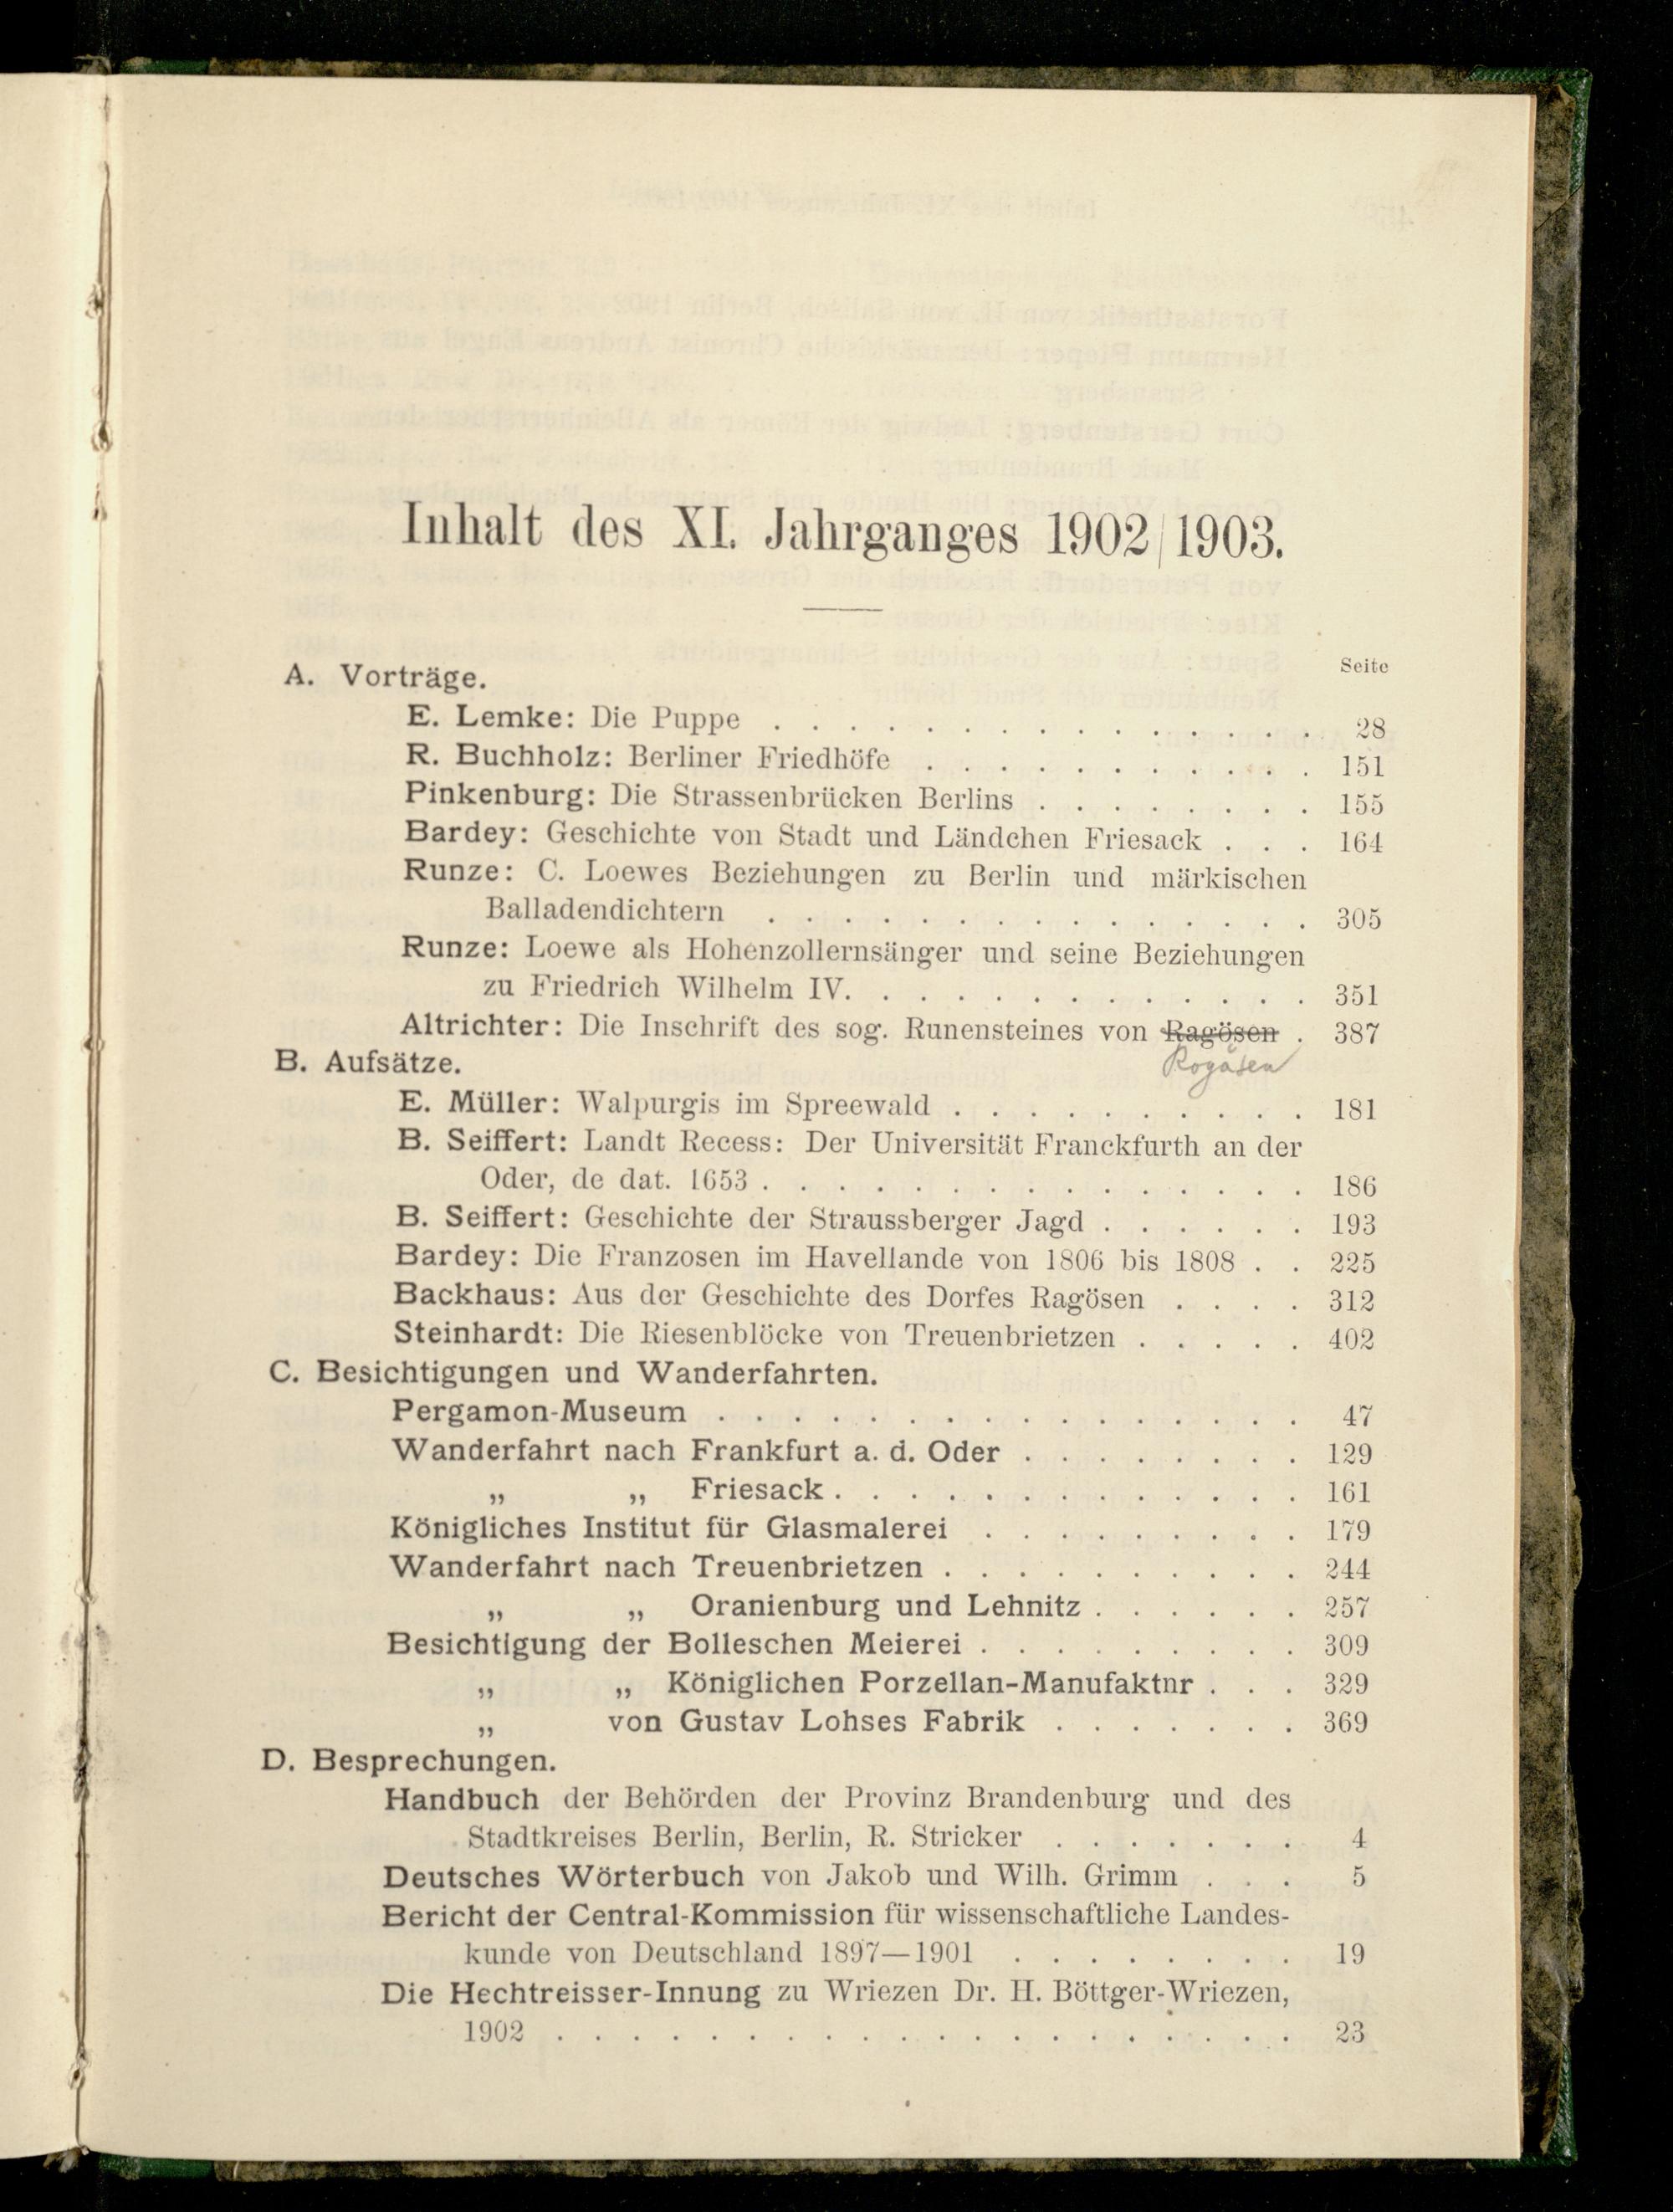 Inhalt des XI. Jahrganges 1902/1903.
Seite
A. Vorträge.
E. Lemke: Die Puppe . . . . . . . . . . . . . . . 28
R. Buchholz: Berliner Friedhöfe . . . . . . . . . . . 151
Pinkenburg: Die Strassenbrücken Berlins . . . . . . . . 155
Bardey: Geschichte von Stadt und Ländchen Friesack . . . 164
Runze: C. Loewes Beziehungen zu Berlin und märkischen
Balladendichtern . . . . . . . . . . . . . . . 305
Runze: Loewe als Hohenzollernsänger und seine Beziehungen
zu Friedrich Wilhelm IV. . . . . . . . . . . . . 351
Altrichter: Die Inschrift des sog. Runensteines von Ragösen . 387
Rogäsen
B. Aufsätze.
E. Müller: Walpurgis im Spreewald . . . . . . . . . . 181
B. Seiffert: Landt Recess: Der Universität Franckfurth an der
Oder, de dat. 1653 . . . . . . . . . . . . . . . 186
B. Seiffert: Geschichte der Straussberger Jagd . . . . . . 193
Bardey: Die Franzosen im Havellande von 1806 bis 1808 . . 225
Backhaus: Aus der Geschichte des Dorfes Ragösen . . . . 312
Steinhardt: Die Riesenblöcke von Treuenbrietzen . . . . . 402
C. Besichtigungen und Wanderfahrten.
Pergamon-Museum . . . . . . . . . . . . . . . . 47
Wanderfahrt nach Frankfurt a. d. Oder . . . . . . . . 129
„ „ Friesack . . . . . . . . . . . . . 161
Königliches Institut für Glasmalerei . . . . . . . . . 179
Wanderfahrt nach Treuenbrietzen . . . . . . . . . . 244
„ „ Oranienburg und Lehnitz . . . . . . 257
Besichtigung der Bolleschen Meierei . . . . . . . . . 309
„ „ Königlichen Porzellan-Manufaktnr . . . 329
„ von Gustav Lohses Fabrik . . . . . . . 369
D. Besprechungen.
Handbuch der Behörden der Provinz Brandenburg und des
Stadtkreises Berlin, Berlin, R. Stricker . . . . . . . 4
Deutsches Wörterbuch von Jakob und Wilh. Grimm . . . 5
Bericht der Central-Kommission für wissenschaftliche Landes-
kunde von Deutschland 1897—1901 . . . . . . . . 19
Die Hechtreisser-Innung zu Wriezen Dr. H. Böttger-Wriezen,
1902 . . . . . . . . . . . . . . . . . . . . 23